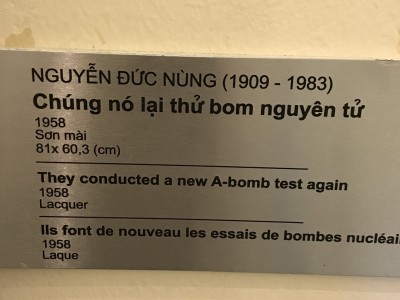 NGUYỄN ĐỨC NÙNG (1909 - 1983)
Chúng nó lại thử bom nguyên tử
1958
Sơn mài
81x 60,3 (cm)
They conducted a new A-bomb test again
1958
Lacquer
Ils font de nouveau les essais de bombes
1958
Laque